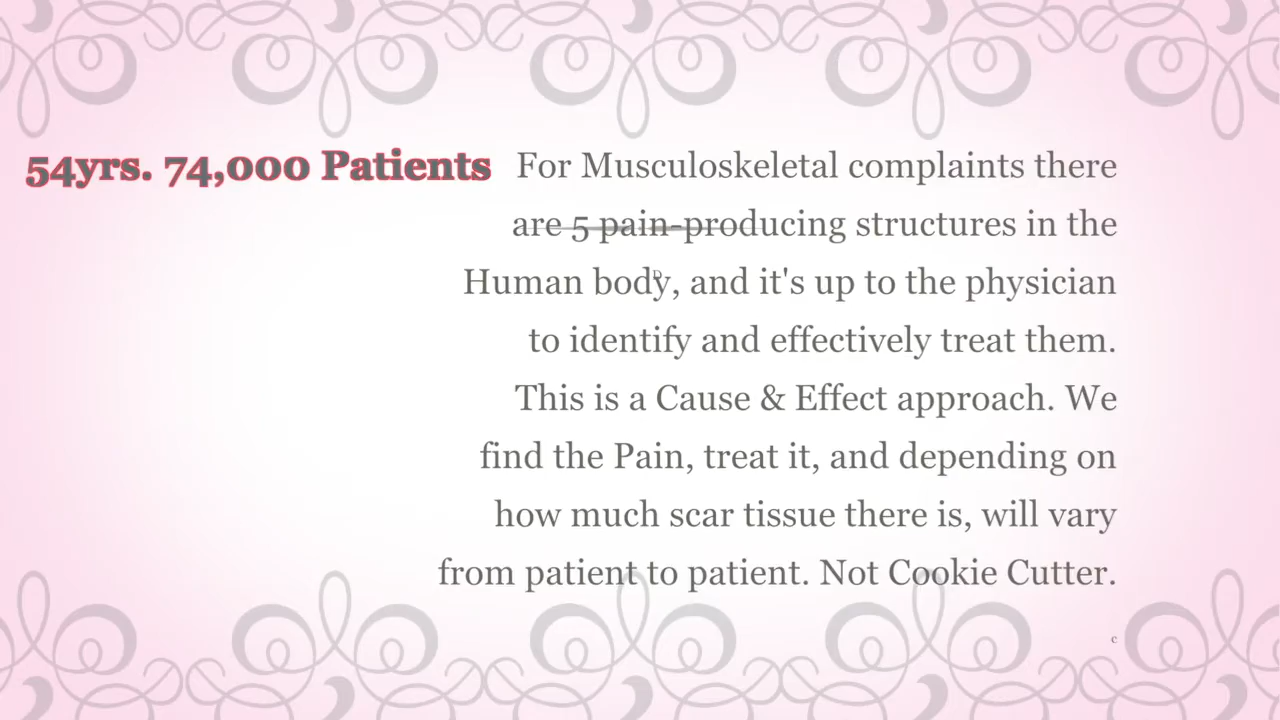 54yrs. 74,000 Patients For Musculoskeletal complaints there
are 5 pain-producing structures in the
Human body, and it's up to the physician
to identify and effectively treat them.
This is a Cause & Effect approach. We
find the Pain, treat it, and depending on
how much scar tissue there is, will vary
from patient to patient. Not Cookie Cutter.
c